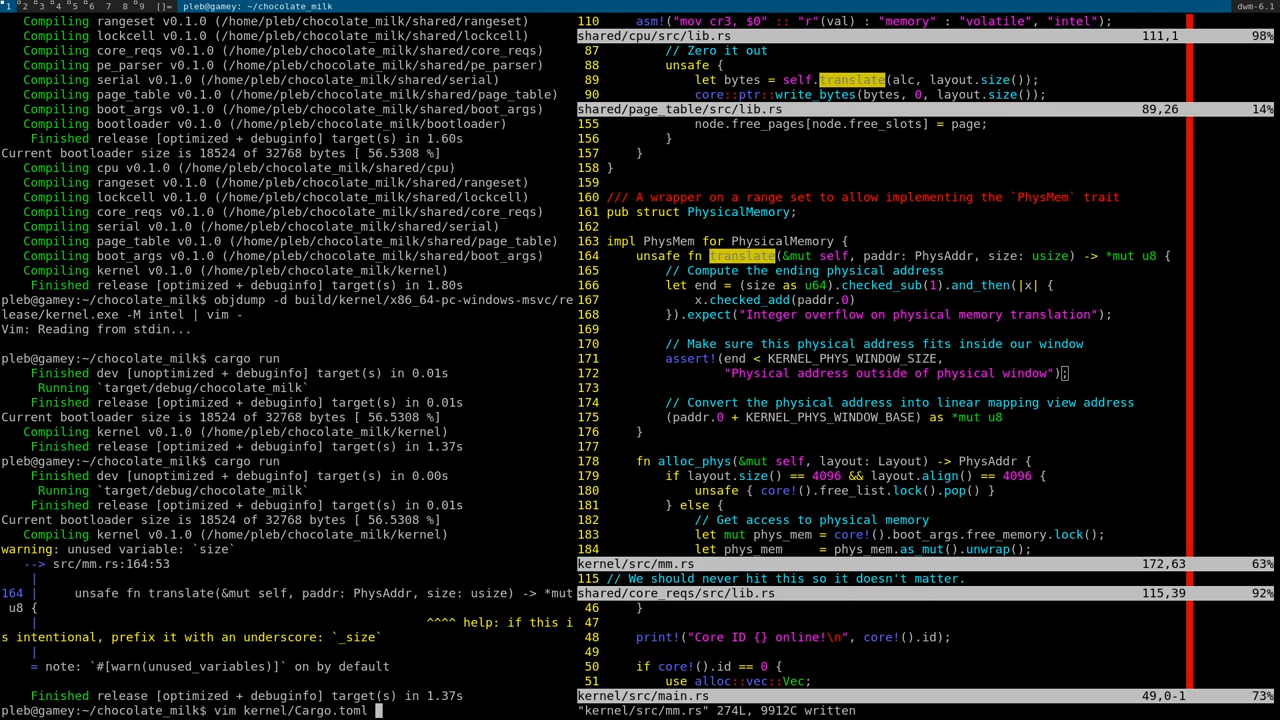 1 2 3 4 5 6 7 8 9 []= pleb@gamey: ~/chocolate_milk dwm-6.1
Compiling rangeset v0.1.0 (/home/pleb/chocolate_milk/shared/rangeset)
Compiling lockcell v0.1.0 (/home/pleb/chocolate_milk/shared/lockcell)
Compiling core_reqs v0.1.0 (/home/pleb/chocolate_milk/shared/core_reqs)
Compiling pe_parser v0.1.0 (/home/pleb/chocolate_milk/shared/pe_parser)
Compiling serial v0.1.0 (/home/pleb/chocolate_milk/shared/serial)
Compiling page_table v0.1.0 (/home/pleb/chocolate_milk/shared/page_table)
Compiling boot_args v0.1.0 (/home/pleb/chocolate_milk/shared/boot_args)
Compiling bootloader v0.1.0 (/home/pleb/chocolate_milk/bootloader)
Finished release [optimized + debuginfo] target(s) in 1.60s
Current bootloader size is 18524 of 32768 bytes [ 56.5308 %]
Compiling cpu v0.1.0 (/home/pleb/chocolate_milk/shared/cpu)
Compiling rangeset v0.1.0 (/home/pleb/chocolate_milk/shared/rangeset)
Compiling lockcell v0.1.0 (/home/pleb/chocolate_milk/shared/lockcell)
Compiling core_reqs v0.1.0 (/home/pleb/chocolate_milk/shared/core_reqs)
Compiling serial v0.1.0 (/home/pleb/chocolate_milk/shared/serial)
Compiling page_table v0.1.0 (/home/pleb/chocolate_milk/shared/page_table)
Compiling boot_args v0.1.0 (/home/pleb/chocolate_milk/shared/boot_args)
Compiling kernel v0.1.0 (/home/pleb/chocolate_milk/kernel)
Finished release [optimized + debuginfo] target(s) in 1.80s
pleb@gamey:~/chocolate_milk$ objdump -d build/kernel/x86_64-pc-windows-msvc/re
lease/kernel.exe -M intel | vim -
Vim: Reading from stdin...
pleb@gamey:~/chocolate_milk$ cargo run
Finished dev [unoptimized + debuginfo] target(s) in 0.01s
Running `target/debug/chocolate_milk`
Finished release [optimized + debuginfo] target(s) in 0.01s
Current bootloader size is 18524 of 32768 bytes [ 56.5308 %]
Compiling kernel v0.1.0 (/home/pleb/chocolate_milk/kernel)
Finished release [optimized + debuginfo] target(s) in 1.37s
pleb@gamey:~/chocolate_milk$ cargo run
Finished dev [unoptimized + debuginfo] target(s) in 0.00s
Running `target/debug/chocolate_milk`
Finished release [optimized + debuginfo] target(s) in 0.01s
Current bootloader size is 18524 of 32768 bytes [ 56.5308 %]
Compiling kernel v0.1.0 (/home/pleb/chocolate_milk/kernel)
warning: unused variable: `size`
--> src/mm.rs:164:53
|
164 | unsafe fn translate(&mut self, paddr: PhysAddr, size: usize) -> *mut
u8 {
| ^^^^ help: if this i
s intentional, prefix it with an underscore: `_size`
|
= note: `#[warn(unused_variables)]` on by default
Finished release [optimized + debuginfo] target(s) in 1.37s
pleb@gamey:~/chocolate_milk$ vim kernel/Cargo.toml
110 asm!("mov cr3, $0" :: "r"(val) : "memory" : "volatile", "intel");
shared/cpu/src/lib.rs 111,1 98%
87 // Zero it out
88 unsafe {
89 let bytes = self.translate(alc, layout.size());
90 core::ptr::write_bytes(bytes, 0, layout.size());
shared/page_table/src/lib.rs 89,26 14%
155 node.free_pages[node.free_slots] = page;
156 }
157 }
158 }
159
160 /// A wrapper on a range set to allow implementing the `PhysMem` trait
161 pub struct PhysicalMemory;
162
163 impl PhysMem for PhysicalMemory {
164 unsafe fn translate(&mut self, paddr: PhysAddr, size: usize) -> *mut u8 {
165 // Compute the ending physical address
166 let end = (size as u64).checked_sub(1).and_then(|x| {
167 x.checked_add(paddr.0)
168 }).expect("Integer overflow on physical memory translation");
169
170 // Make sure this physical address fits inside our window
171 assert!(end < KERNEL_PHYS_WINDOW_SIZE,
172 "Physical address outside of physical window");
173
174 // Convert the physical address into linear mapping view address
175 (paddr.0 + KERNEL_PHYS_WINDOW_BASE) as *mut u8
176 }
177
178 fn alloc_phys(&mut self, layout: Layout) -> PhysAddr {
179 if layout.size() == 4096 && layout.align() == 4096 {
180 unsafe { core!().free_list.lock().pop() }
181 } else {
182 // Get access to physical memory
183 let mut phys_mem = core!().boot_args.free_memory.lock();
184 let phys_mem = phys_mem.as_mut().unwrap();
kernel/src/mm.rs 172,63 63%
115 // We should never hit this so it doesn't matter.
shared/core_reqs/src/lib.rs 115,39 92%
46 }
47
48 print!("Core ID {} online!\n", core!().id);
49
50 if core!().id == 0 {
51 use alloc::vec::Vec;
kernel/src/main.rs 49,0-1 73%
"kernel/src/mm.rs" 274L, 9912C written